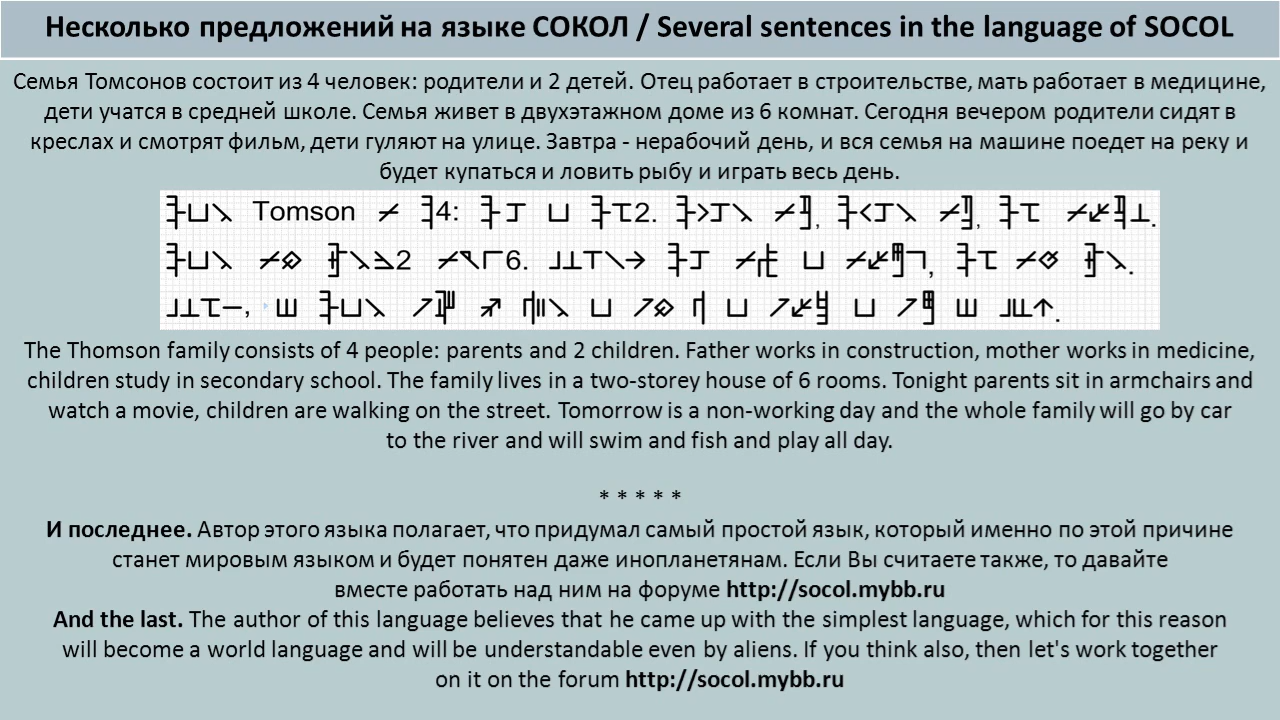 Несколько предложений на языке СОКОЛ / Several sentences in the language of SOCOL
Семья Томсонов состоит из 4 человек: родители и 2 детей. Отец работает в строительстве, мать работает в медицине,
дети учатся в средней школе. Семья живет в двухэтажном доме из 6 комнат. Сегодня вечером родители сидят в
креслах и смотрят фильм, дети гуляют на улице. Завтра - нерабочий день, и вся семья на машине поедет на реку и
будет купаться и ловить рыбу и играть весь день.
Tomson 4: 2.
2 6.
The Thomson family consists of 4 people: parents and 2 children. Father works in construction, mother works in medicine,
children study in secondary school. The family lives in a two-storey house of 6 rooms. Tonight parents sit in armchairs and
watch a movie, children are walking on the street. Tomorrow is a non-working day and the whole family will go by car
to the river and will swim and fish and play all day.
* * * * *
И последнее. Автор этого языка полагает, что придумал самый простой язык, который именно по этой причине
станет мировым языком и будет понятен даже инопланетянам. Если Вы считаете также, то давайте
вместе работать над ним на форуме http://socol.mybb.ru
And the last. The author of this language believes that he came up with the simplest language, which for this reason
will become a world language and will be understandable even by aliens. If you think also, then let's work together
on it on the forum http://socol.mybb.ru